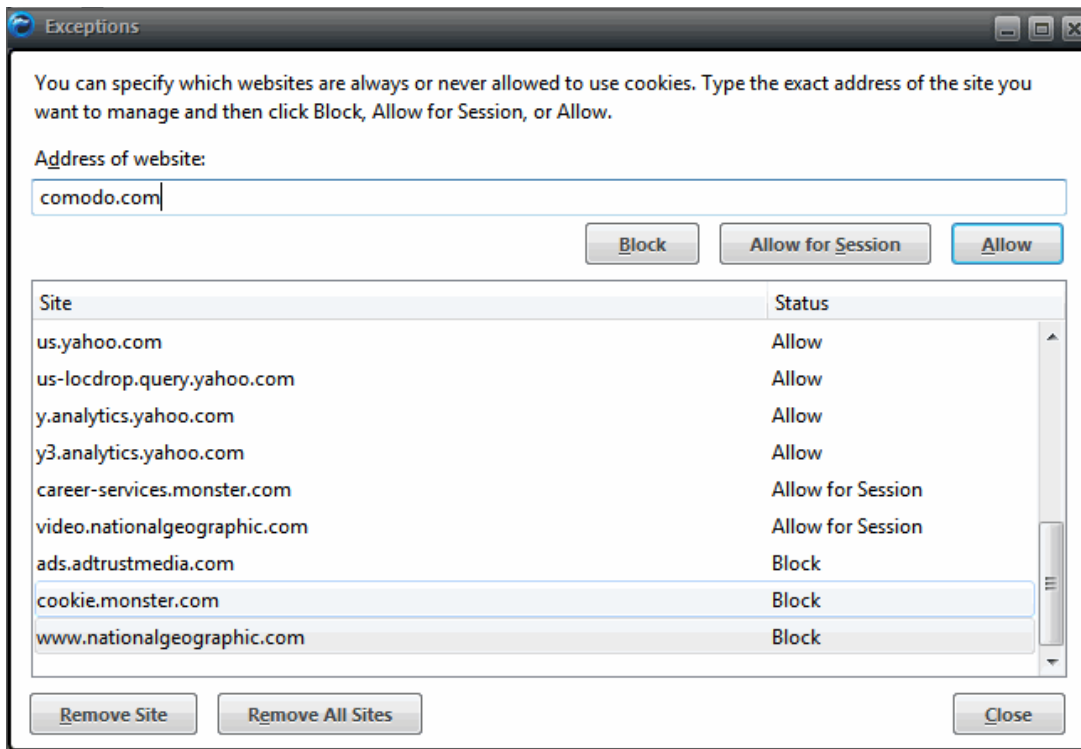 Exceptions
You can specify which websites are always or never allowed to use cookies. Type the exact address of the site you
want to manage and then click Block, Allow for Session, or Allow.
Address of website:
comodo.com
Block Allow for Session Allow
Site Status
us.yahoo.com Allow
us-locdrop.query.yahoo.com Allow
y.analytics.yahoo.com Allow
y3.analytics.yahoo.com Allow
career-services.monster.com Allow for Session
video.nationalgeographic.com Allow for Session
ads.adtrustmedia.com Block
cookie.monster.com Block
www.nationalgeographic.com Block
Remove Site Remove All Sites Close